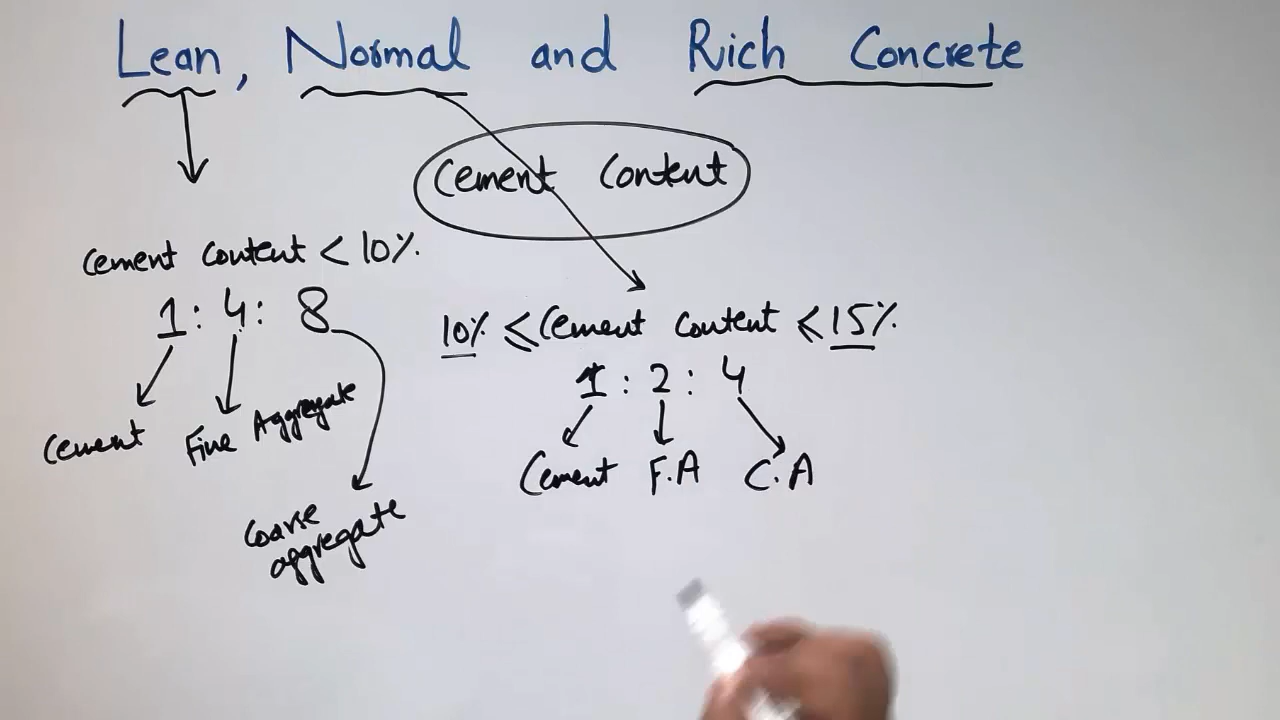 Lean, Normal and Rich Concrete
Cement Content
Cement Content < 10%.
1 : 4 : 8
Cement Fine Aggregate
Coarse
aggregate
10% ≤ Cement Content ≤ 15%.
1 : 2 : 4
Cement F.A C.A